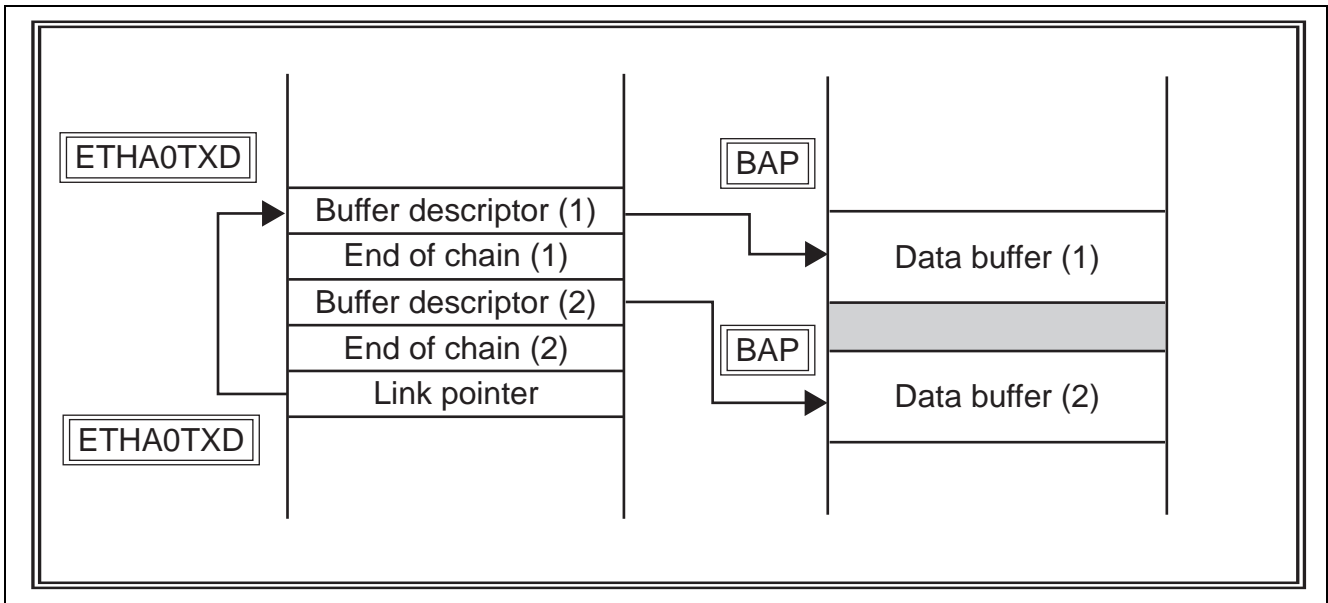 ETHA0TXD
BAP
Buffer descriptor (1)
End of chain (1)
Data buffer (1)
Buffer descriptor (2)
End of chain (2)
BAP
Link pointer
Data buffer (2)
ETHA0TXD